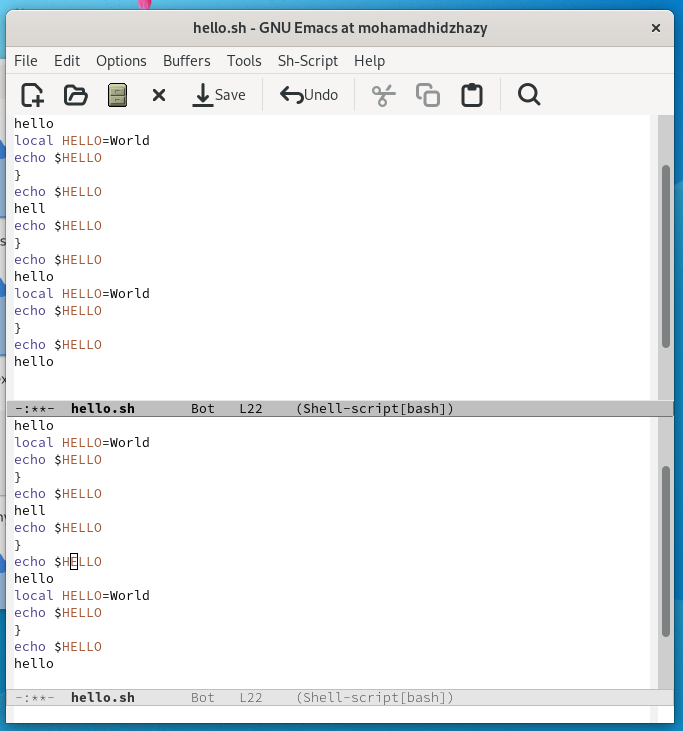 hello.sh - GNU Emacs at mohamadhidzhazy ×
File Edit Options Buffers Tools Sh-Script Help
Save Undo
hello
local HELLO=World
echo $HELLO
}
echo $HELLO
hell
echo $HELLO
}
echo $HELLO
hello
local HELLO=World
echo $HELLO
}
echo $HELLO
hello
-:**- hello.sh Bot L22 (Shell-script[bash])
hello
local HELLO=World
echo $HELLO
}
echo $HELLO
hell
echo $HELLO
}
echo $HELLO
hello
local HELLO=World
echo $HELLO
}
echo $HELLO
hello
-:**- hello.sh Bot L22 (Shell-script[bash])